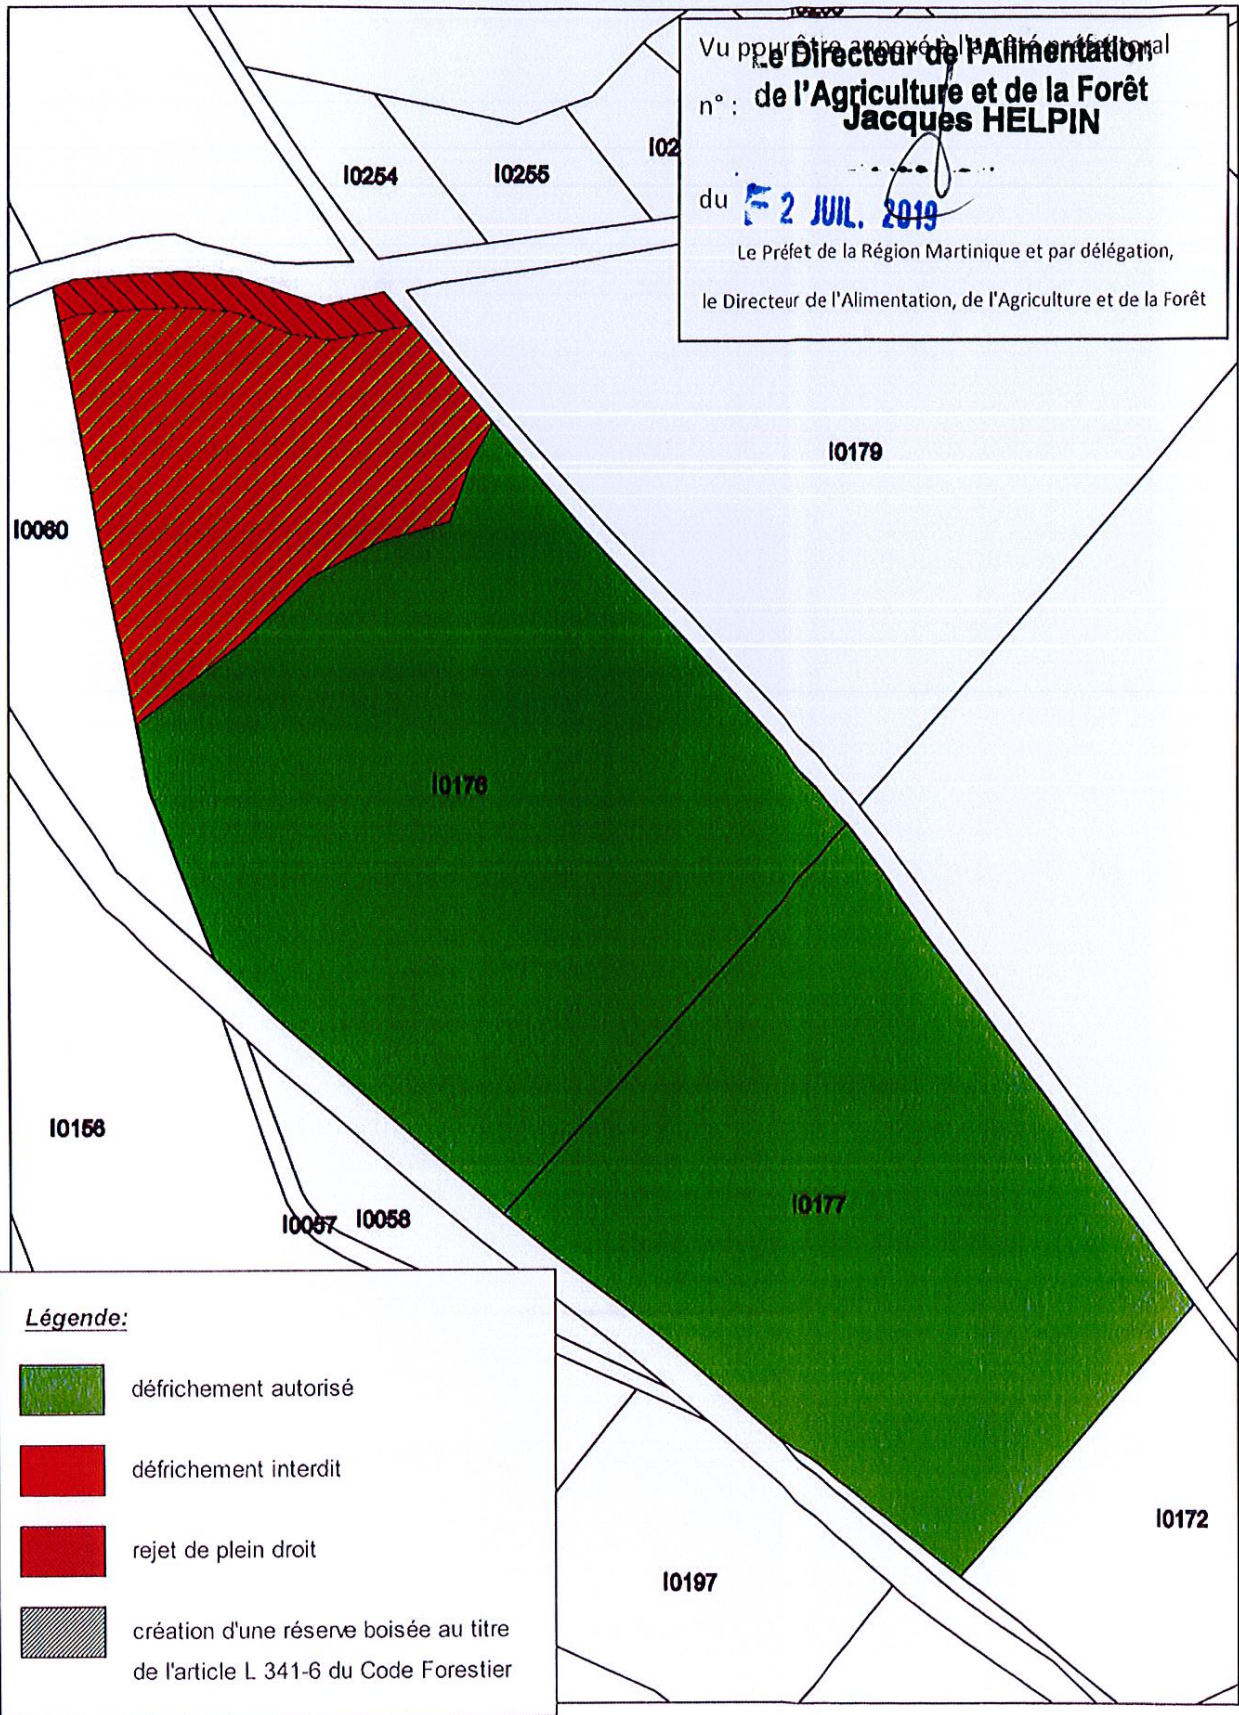 Vu pour être annexé à l'arrêté préfectoral
Le Directeur de l'Alimentation
de l'Agriculture et de la Forêt
n° :
Jacques HELPIN
du 2 JUIL. 2019
Le Préfet de la Région Martinique et par délégation,
le Directeur de l'Alimentation, de l'Agriculture et de la Forêt
I0254
I0255
I0179
I0060
I0176
I0156
I0177
I0057
I0058
I0172
I0197
Légende:
défrichement autorisé
défrichement interdit
rejet de plein droit
création d'une réserve boisée au titre
de l'article L 341-6 du Code Forestier